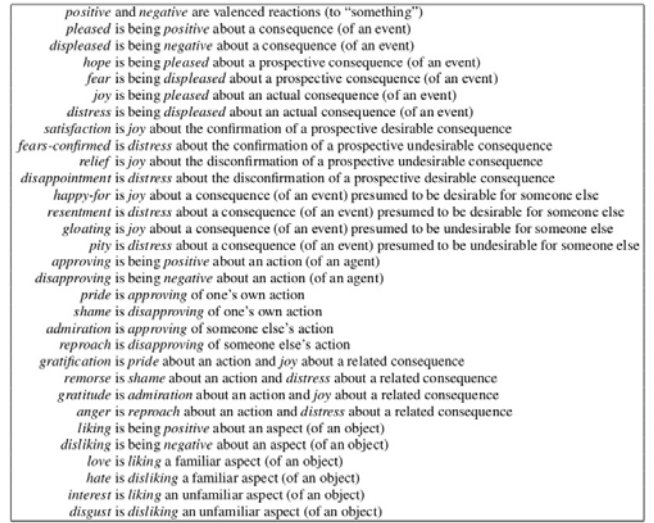 positive and negative are valenced reactions (to “something”)
pleased is being positive about a consequence (of an event)
displeased is being negative about a consequence (of an event)
hope is being pleased about a prospective consequence (of an event)
fear is being displeased about a prospective consequence (of an event)
joy is being pleased about an actual consequence (of an event)
distress is being displeased about an actual consequence (of an event)
satisfaction is joy about the confirmation of a prospective desirable consequence
fears-confirmed is distress about the confirmation of a prospective undesirable consequence
relief is joy about the disconfirmation of a prospective undesirable consequence
disappointment is distress about the disconfirmation of a prospective desirable consequence
happy-for is joy about a consequence (of an event) presumed to be desirable for someone else
resentment is distress about a consequence (of an event) presumed to be desirable for someone else
gloating is joy about a consequence (of an event) presumed to be undesirable for someone else
pity is distress about a consequence (of an event) presumed to be undesirable for someone else
approving is being positive about an action (of an agent)
disapproving is being negative about an action (of an agent)
pride is approving of one’s own action
shame is disapproving of one’s own action
admiration is approving of someone else’s action
reproach is disapproving of someone else’s action
gratification is pride about an action and joy about a related consequence
remorse is shame about an action and distress about a related consequence
gratitude is admiration about an action and joy about a related consequence
anger is reproach about an action and distress about a related consequence
liking is being positive about an aspect (of an object)
disliking is being negative about an aspect (of an object)
love is liking a familiar aspect (of an object)
hate is disliking a familiar aspect (of an object)
interest is liking an unfamiliar aspect (of an object)
disgust is disliking an unfamiliar aspect (of an object)